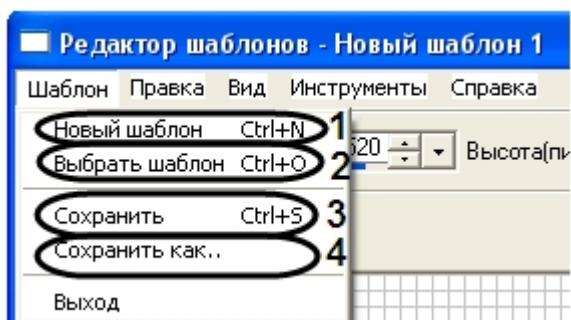 Редактор шаблонов - Новый шаблон 1
Шаблон Правка Вид Инструменты Справка
Новый шаблон Ctrl+N 1
520 Высота(пи
Выбрать шаблон Ctrl+O 2
Сохранить Ctrl+S 3
Сохранить как.. 4
Выход